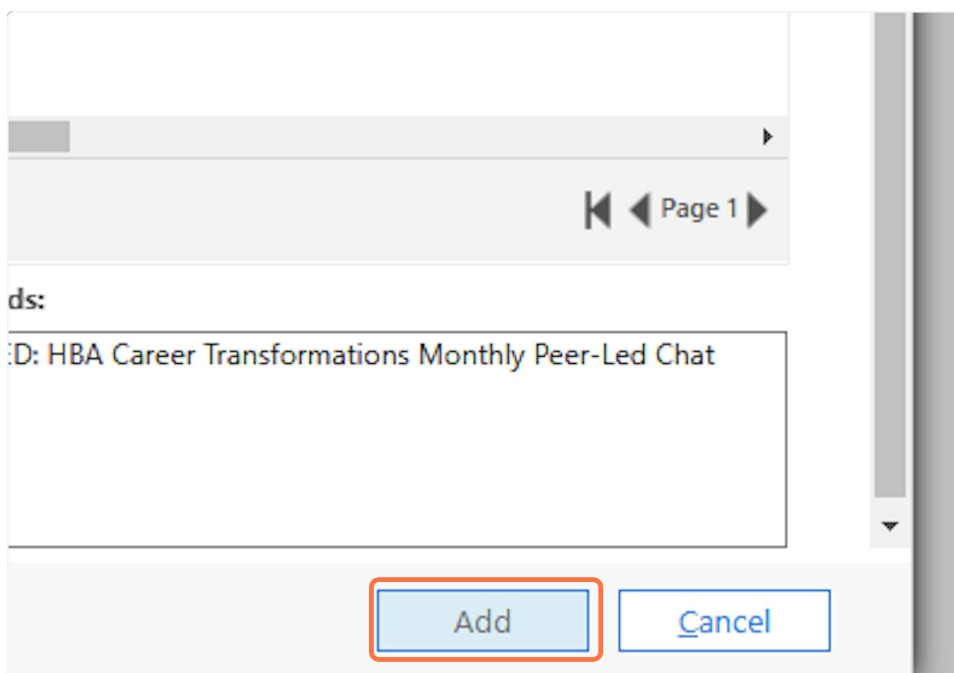 Page 1
ds:
ED: HBA Career Transformations Monthly Peer-Led Chat
Add
Cancel